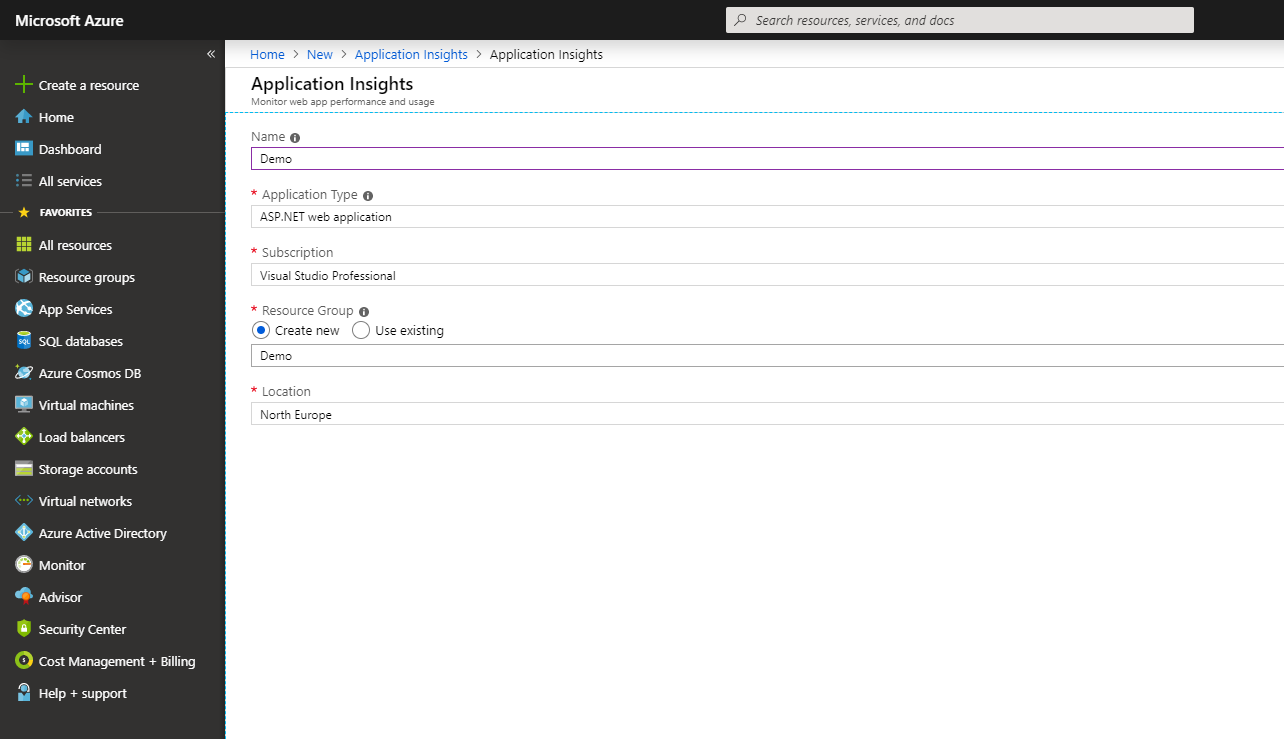 Microsoft Azure
Search resources, services, and docs
«
Create a resource
Home
Dashboard
All services
FAVORITES
All resources
Resource groups
App Services
SQL databases
Azure Cosmos DB
Virtual machines
Load balancers
Storage accounts
Virtual networks
Azure Active Directory
Monitor
Advisor
Security Center
Cost Management + Billing
Help + support
Home > New > Application Insights > Application Insights
Application Insights
Monitor web app performance and usage
Name
Demo
* Application Type
ASP.NET web application
* Subscription
Visual Studio Professional
* Resource Group
Create new Use existing
Demo
* Location
North Europe